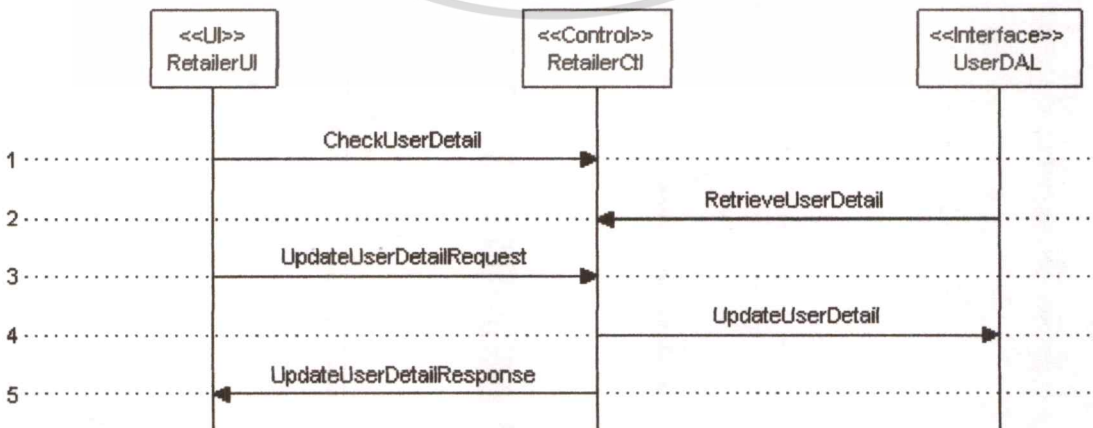 <<UI>>
RetailerUI
<<Control>>
RetailerCtl
<<Interface>>
UserDAL
CheckUserDetail
1
RetrieveUserDetail
2
UpdateUserDetailRequest
3
UpdateUserDetail
4
UpdateUserDetailResponse
5